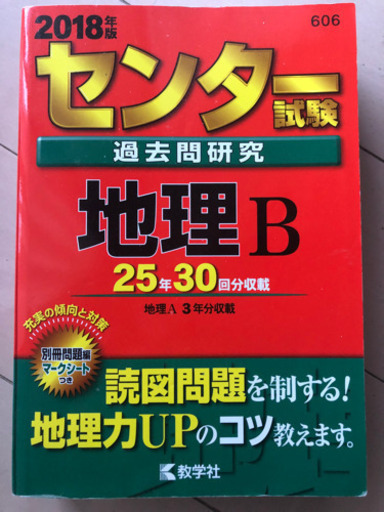 2018年版
606
センター試験
過去問研究
地理B
25年30回分収載
地理A 3年分収載
充実の傾向と対策
別冊問題編
マークシート
つき
読図問題を制する!
地理力UPのコツ教えます。
教学社